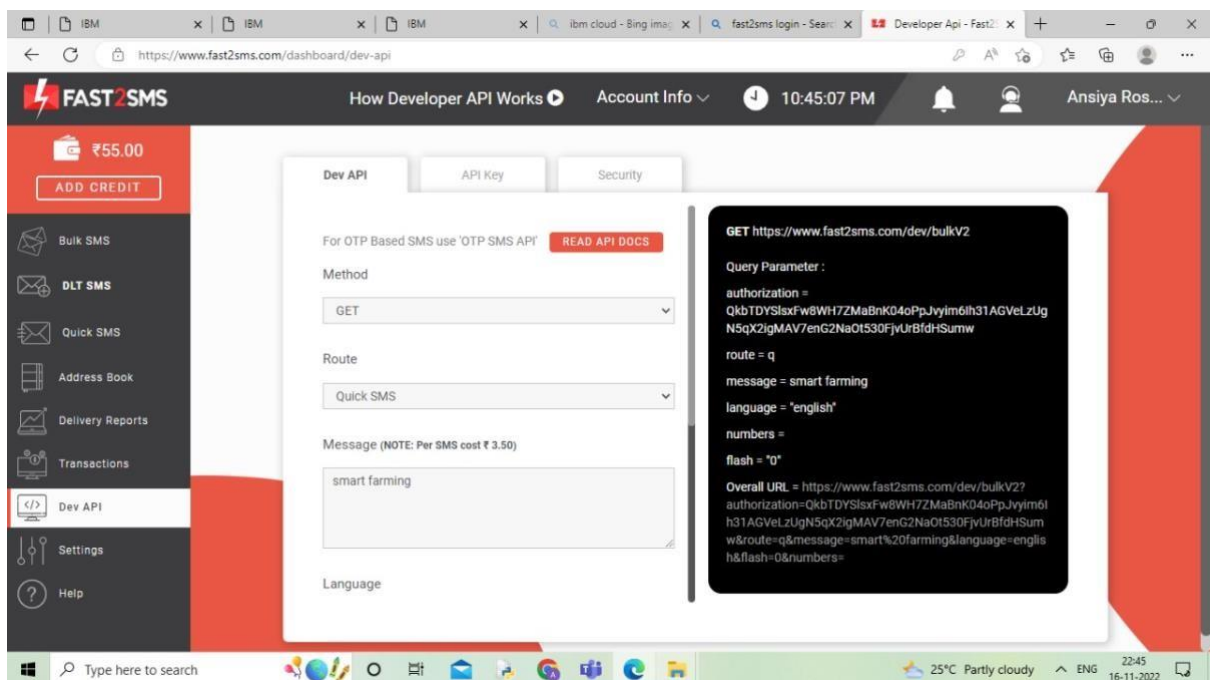 IBM
IBM
IBM
ibm cloud - Bing imag
fast2sms login - Searc
Developer Api - Fast2
https://www.fast2sms.com/dashboard/dev-api
FAST2SMS
How Developer API Works
Account Info
10:45:07 PM
Ansiya Ros...
₹55.00
ADD CREDIT
Bulk SMS
DLT SMS
Quick SMS
Address Book
Delivery Reports
Transactions
Dev API
Settings
Help
Dev API
API Key
Security
For OTP Based SMS use 'OTP SMS API'
READ API DOCS
Method
GET
Route
Quick SMS
Message (NOTE: Per SMS cost ₹ 3.50)
smart farming
Language
GET https://www.fast2sms.com/dev/bulkV2
Query Parameter :
authorization =
route = q
message = smart farming
language = "english"
numbers =
flash = "0"
Overall URL = https://www.fast2sms.com/dev/bulkV2?
authorization=
&route=q&message=smart%20farming&language=englis
h&flash=0&numbers=
Type here to search
25°C Partly cloudy
ENG
22:45
16-11-2022